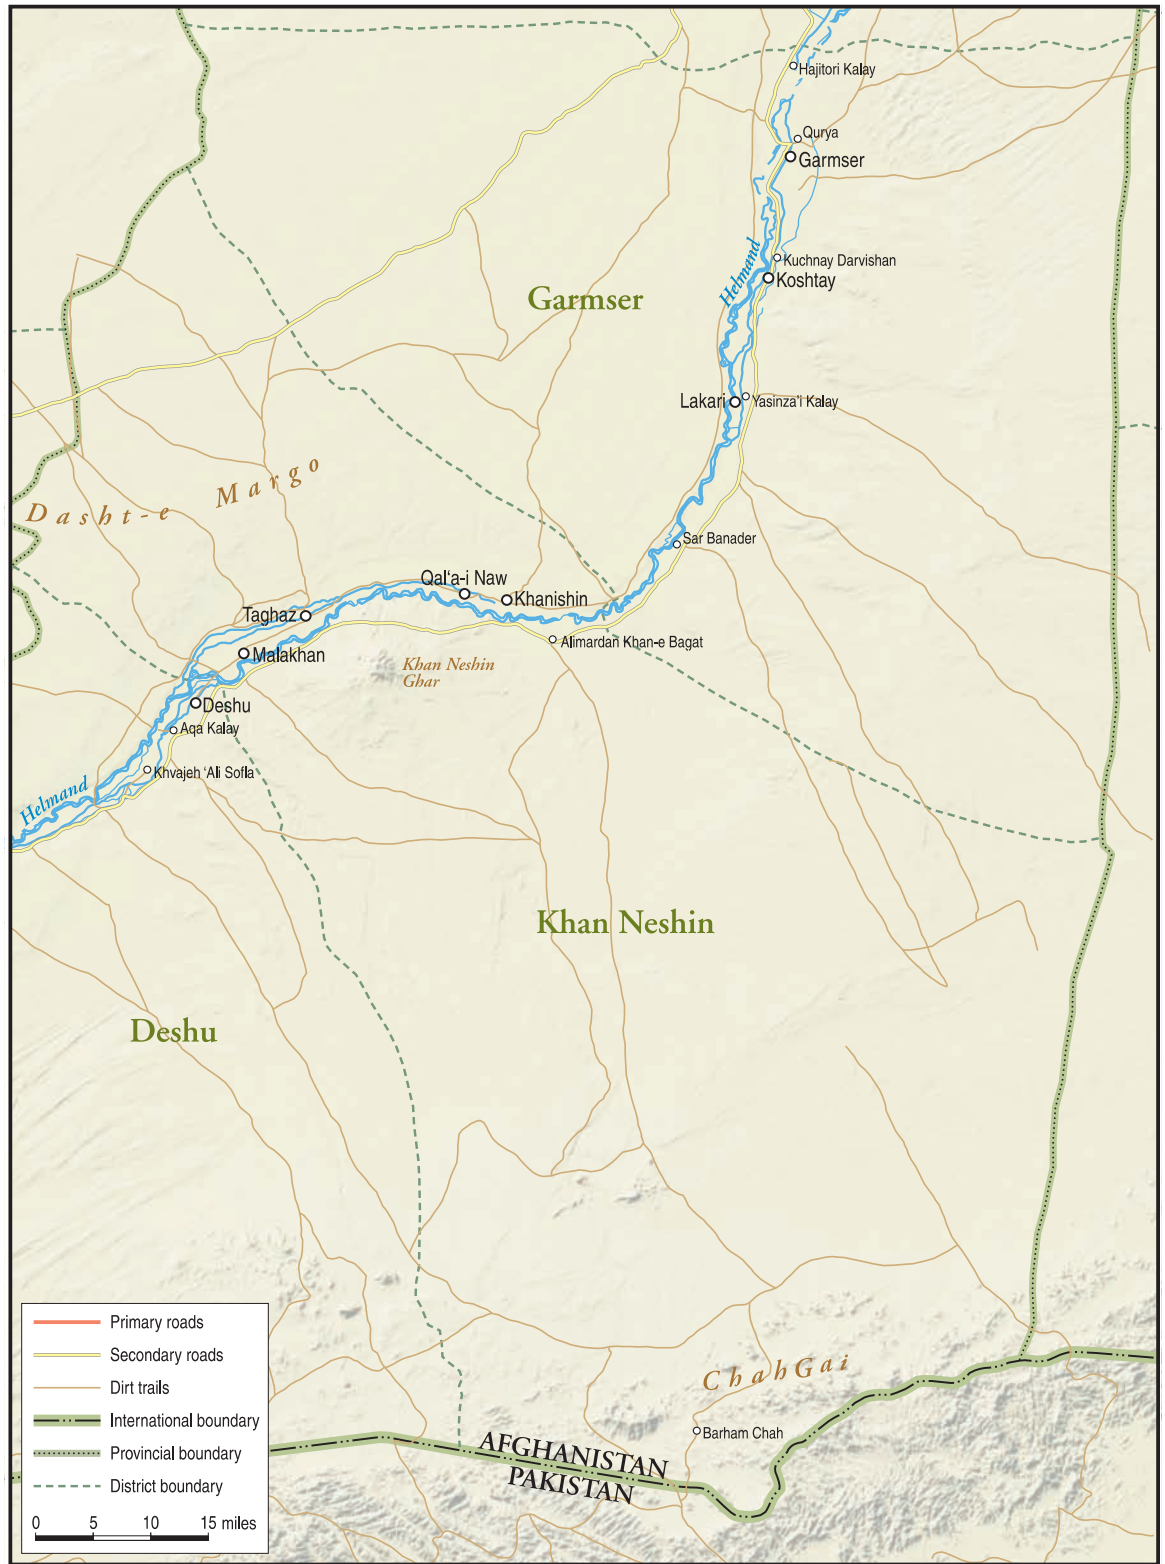 Hajitori Kalay
Qurya
Garmser
Helmand
Kuchnay Darvishan
Koshtay
Garmser
Lakari
Yasinza'i Kalay
Dasht-e Margo
Sar Banader
Qal'a-i Naw
Khanishin
Taghaz
Alimardan Khan-e Bagat
Malakhan
Khan Neshin
Ghar
Deshu
Aqa Kalay
Khvajeh 'Ali Sofla
Helmand
Khan Neshin
Deshu
ChahGai
Barham Chah
AFGHANISTAN
PAKISTAN
Primary roads
Secondary roads
Dirt trails
International boundary
Provincial boundary
District boundary
0 5 10 15 miles